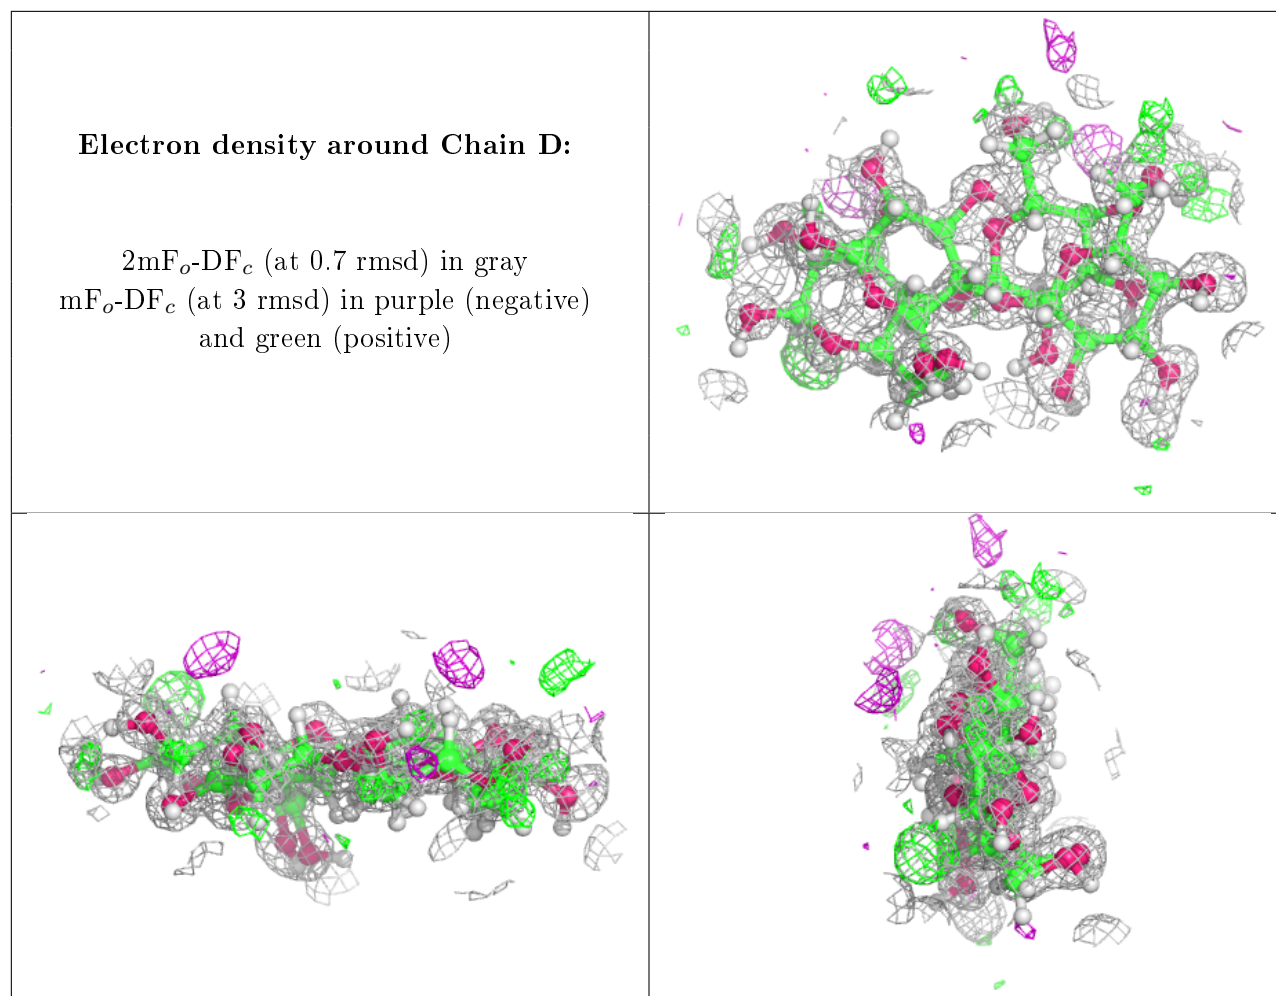 Electron density around Chain D:
2mFₒ-DF𝒸 (at 0.7 rmsd) in gray
mFₒ-DF𝒸 (at 3 rmsd) in purple (negative)
and green (positive)